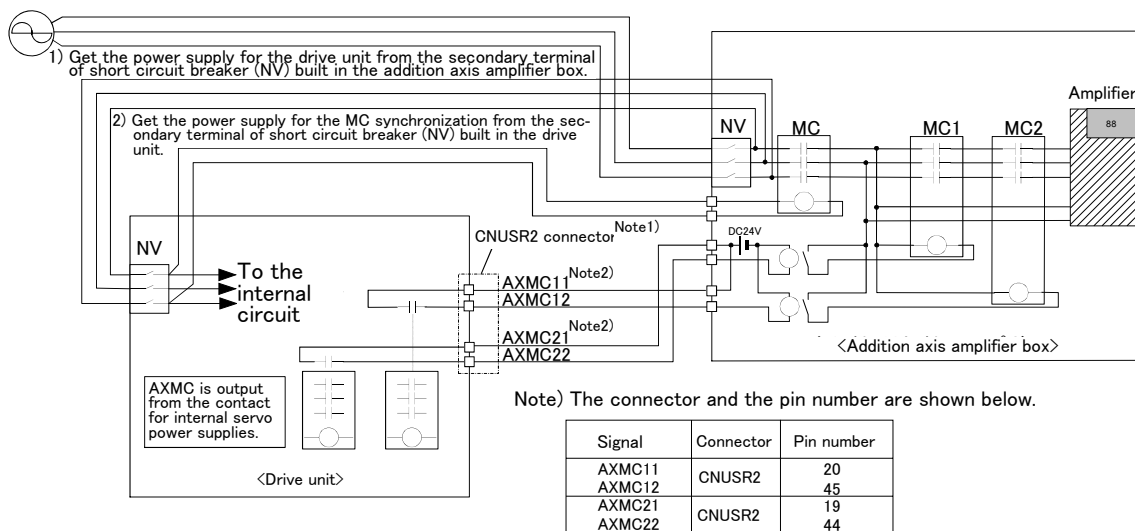 1) Get the power supply for the drive unit from the secondary terminal
of short circuit breaker (NV) built in the addition axis amplifier box.
Amplifier
88
2) Get the power supply for the MC synchronization from the sec-
ondary terminal of short circuit breaker (NV) built in the drive
unit.
NV
MC
MC1
MC2
NV
CNUSR2 connector
Note1)
DC24V
To the
internal
circuit
AXMC11
Note2)
AXMC12
AXMC21
Note2)
AXMC22
<Addition axis amplifier box>
AXMC is output
from the contact
for internal servo
power supplies.
<Drive unit>
Note) The connector and the pin number are shown below.
Signal Connector Pin number
AXMC11 CNUSR2 20
AXMC12 45
AXMC21 CNUSR2 19
AXMC22 44